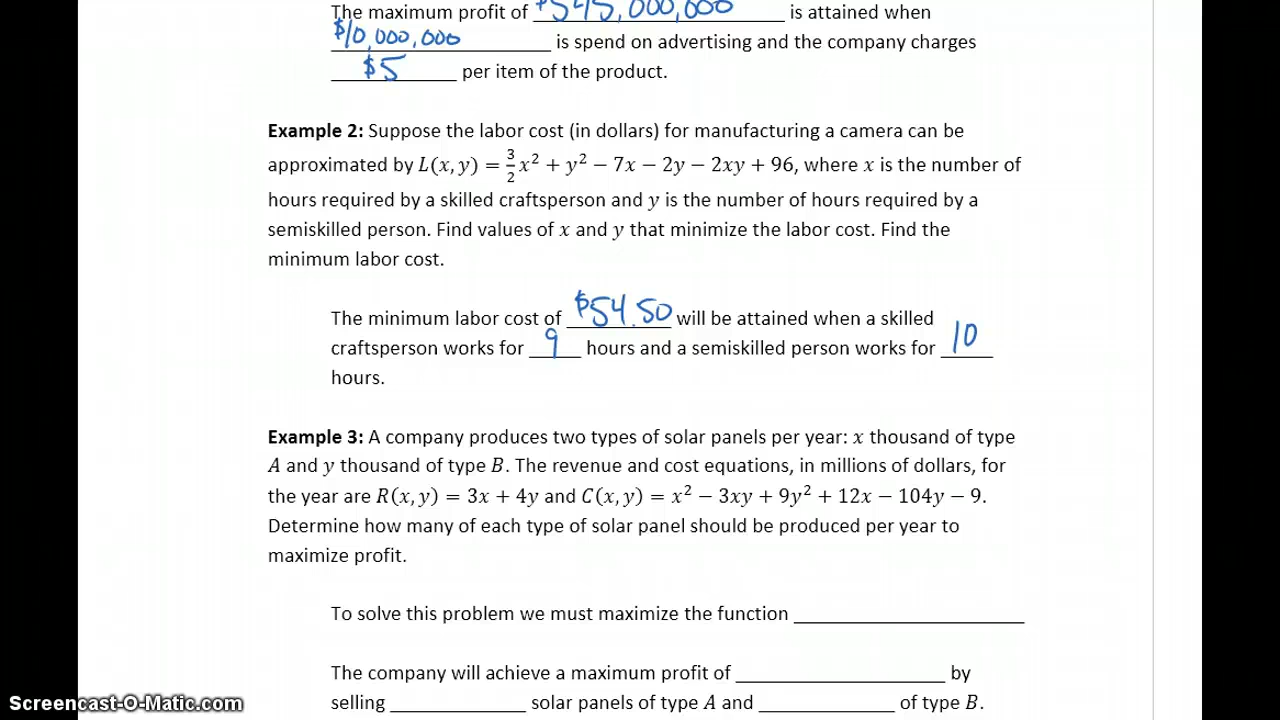 The maximum profit of $545,000,000 is attained when
$10,000,000 is spend on advertising and the company charges
$5 per item of the product.
Example 2: Suppose the labor cost (in dollars) for manufacturing a camera can be
approximated by L(x, y) = 3/2 x² + y² − 7x − 2y − 2xy + 96, where x is the number of
hours required by a skilled craftsperson and y is the number of hours required by a
semiskilled person. Find values of x and y that minimize the labor cost. Find the
minimum labor cost.
The minimum labor cost of $54.50 will be attained when a skilled
craftsperson works for 9 hours and a semiskilled person works for 10
hours.
Example 3: A company produces two types of solar panels per year: x thousand of type
A and y thousand of type B. The revenue and cost equations, in millions of dollars, for
the year are R(x, y) = 3x + 4y and C(x, y) = x² − 3xy + 9y² + 12x − 104y − 9.
Determine how many of each type of solar panel should be produced per year to
maximize profit.
To solve this problem we must maximize the function ____________________
The company will achieve a maximum profit of __________________ by
selling ____________ solar panels of type A and ____________ of type B.
Screencast-O-Matic.com